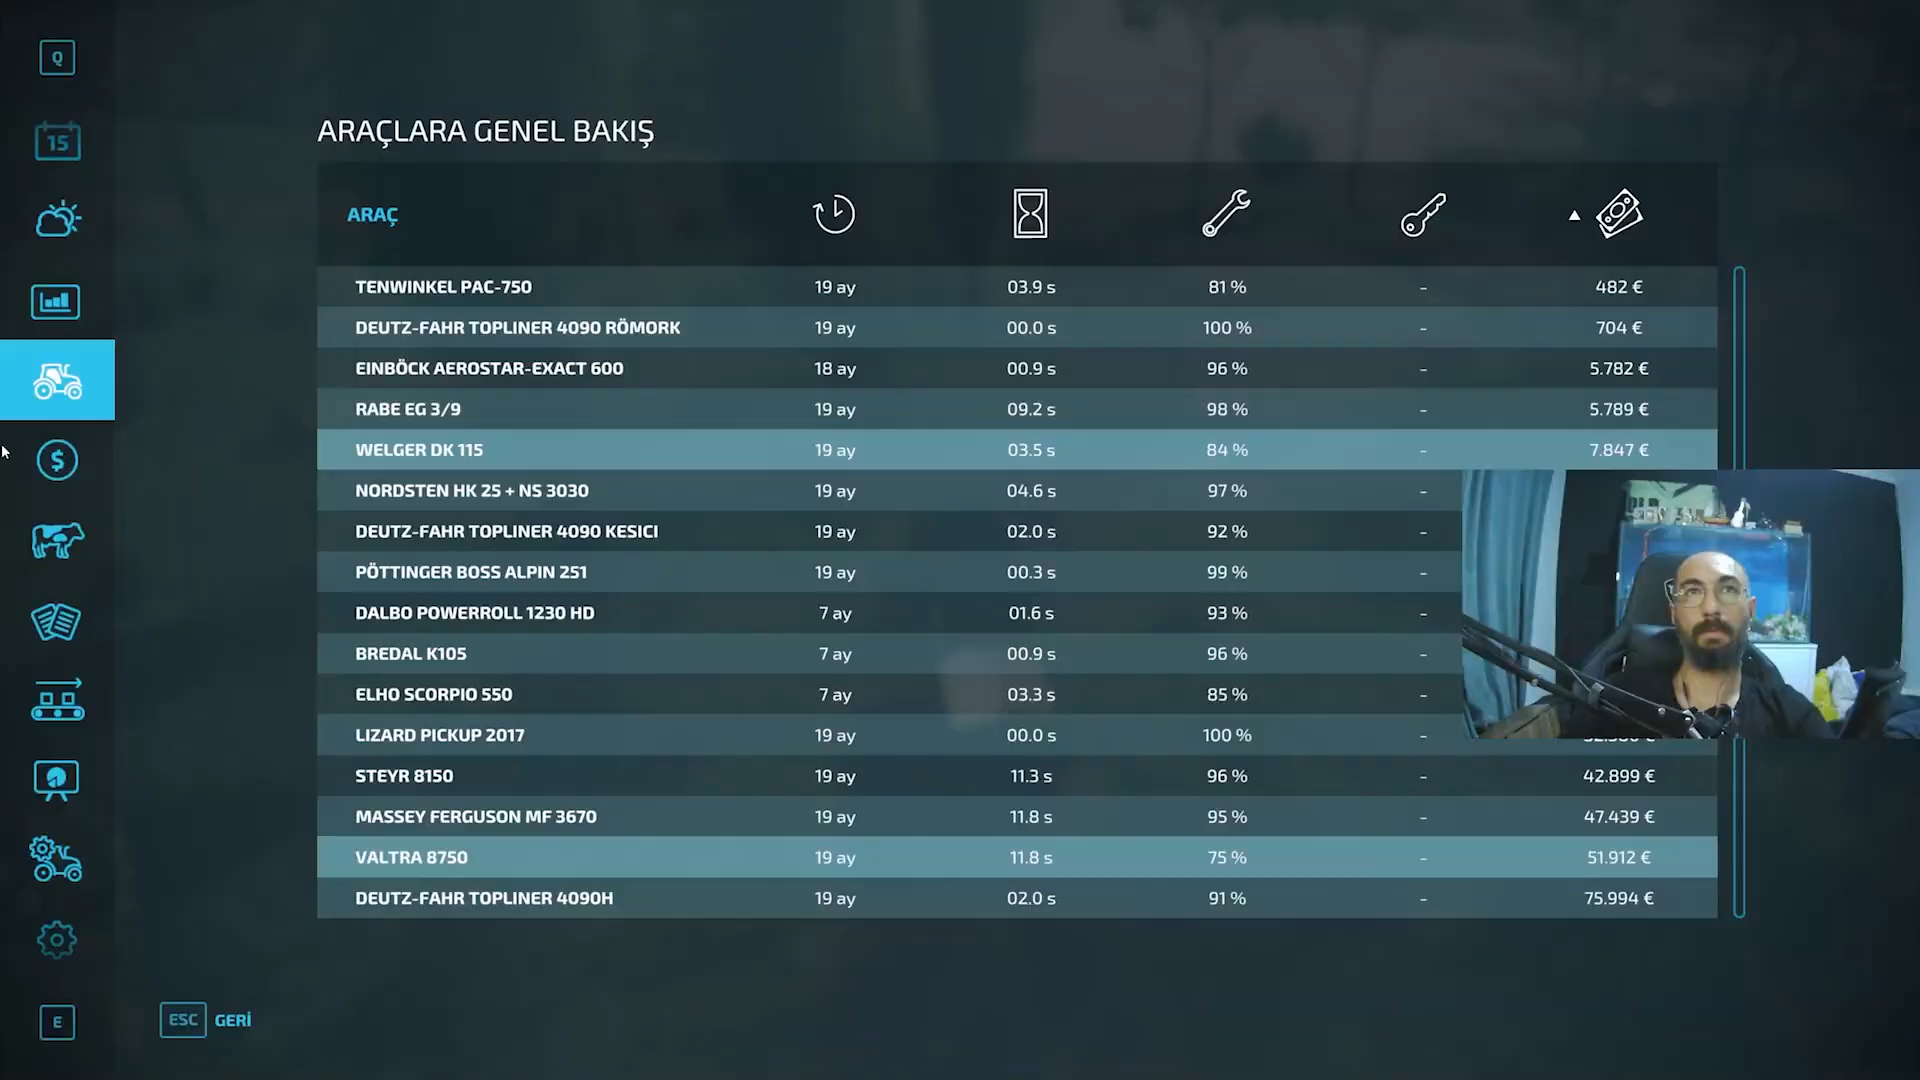 Q
15
ARAÇLARA GENEL BAKIŞ
ARAÇ
TENWINKEL PAC-750 19 ay 03.9 s 81 % - 482 €
DEUTZ-FAHR TOPLINER 4090 RÖMORK 19 ay 00.0 s 100 % - 704 €
EINBÖCK AEROSTAR-EXACT 600 18 ay 00.9 s 96 % - 5.782 €
RABE EG 3/9 19 ay 09.2 s 98 % - 5.789 €
WELGER DK 115 19 ay 03.5 s 84 % - 7.847 €
NORDSTEN HK 25 + NS 3030 19 ay 04.6 s 97 % -
DEUTZ-FAHR TOPLINER 4090 KESICI 19 ay 02.0 s 92 % -
PÖTTINGER BOSS ALPIN 251 19 ay 00.3 s 99 % -
DALBO POWERROLL 1230 HD 7 ay 01.6 s 93 % -
BREDAL K105 7 ay 00.9 s 96 % -
ELHO SCORPIO 550 7 ay 03.3 s 85 % -
LIZARD PICKUP 2017 19 ay 00.0 s 100 % -
STEYR 8150 19 ay 11.3 s 96 % - 42.899 €
MASSEY FERGUSON MF 3670 19 ay 11.8 s 95 % - 47.439 €
VALTRA 8750 19 ay 11.8 s 75 % - 51.912 €
DEUTZ-FAHR TOPLINER 4090H 19 ay 02.0 s 91 % - 75.994 €
E
ESC GERİ